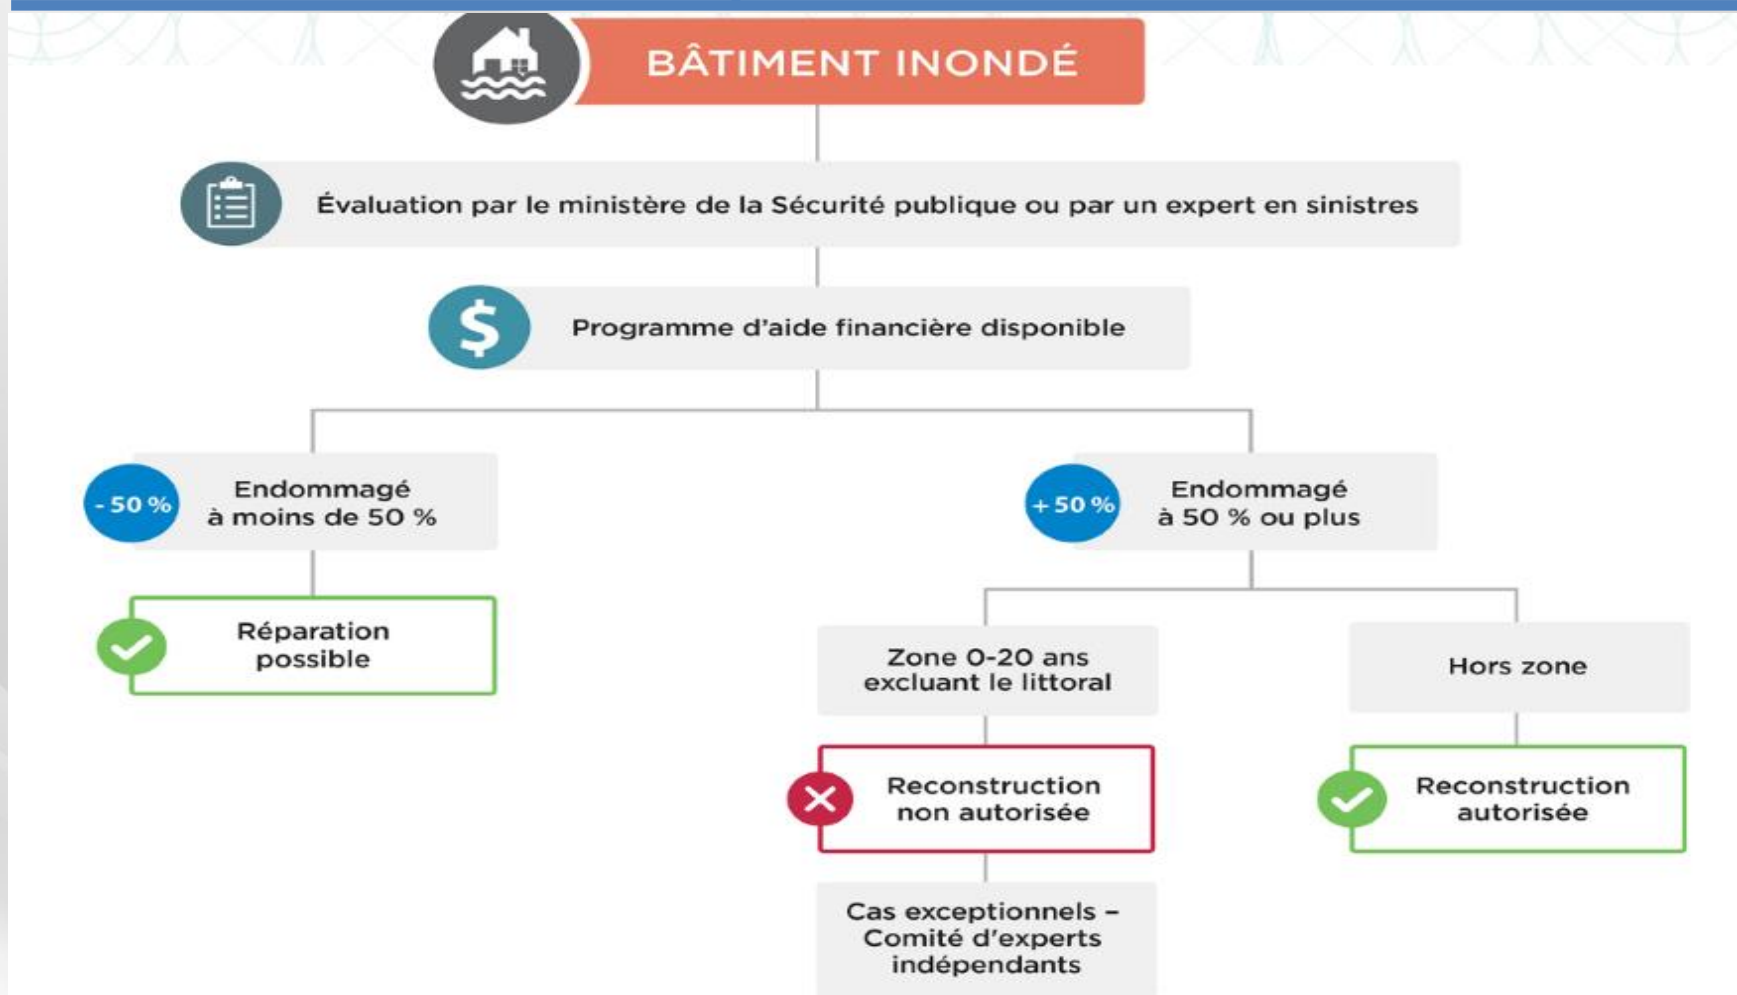 BÂTIMENT INONDÉ
Évaluation par le ministère de la Sécurité publique ou par un expert en sinistres
$
Programme d'aide financière disponible
- 50 %
Endommagé
à moins de 50 %
+ 50 %
Endommagé
à 50 % ou plus
Réparation
possible
Zone 0-20 ans
excluant le littoral
Hors zone
Reconstruction
non autorisée
Reconstruction
autorisée
Cas exceptionnels –
Comité d'experts
indépendants